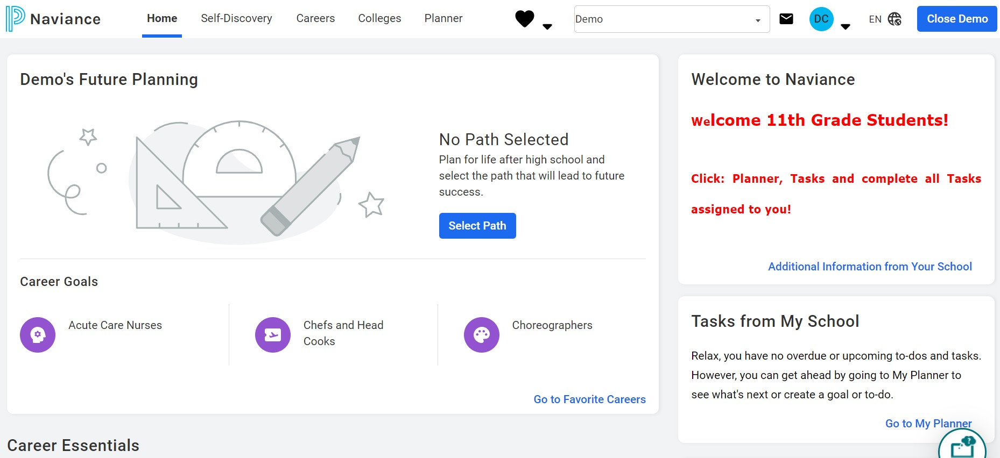 Naviance
Home Self-Discovery Careers Colleges Planner
Demo
DC
EN
Close Demo
Demo's Future Planning
No Path Selected
Plan for life after high school and
select the path that will lead to future
success.
Select Path
Career Goals
Acute Care Nurses
Chefs and Head
Cooks
Choreographers
Go to Favorite Careers
Career Essentials
Welcome to Naviance
Welcome 11th Grade Students!
Click: Planner, Tasks and complete all Tasks
assigned to you!
Additional Information from Your School
Tasks from My School
Relax, you have no overdue or upcoming to-dos and tasks.
However, you can get ahead by going to My Planner to
see what's next or create a goal or to-do.
Go to My Planner
?